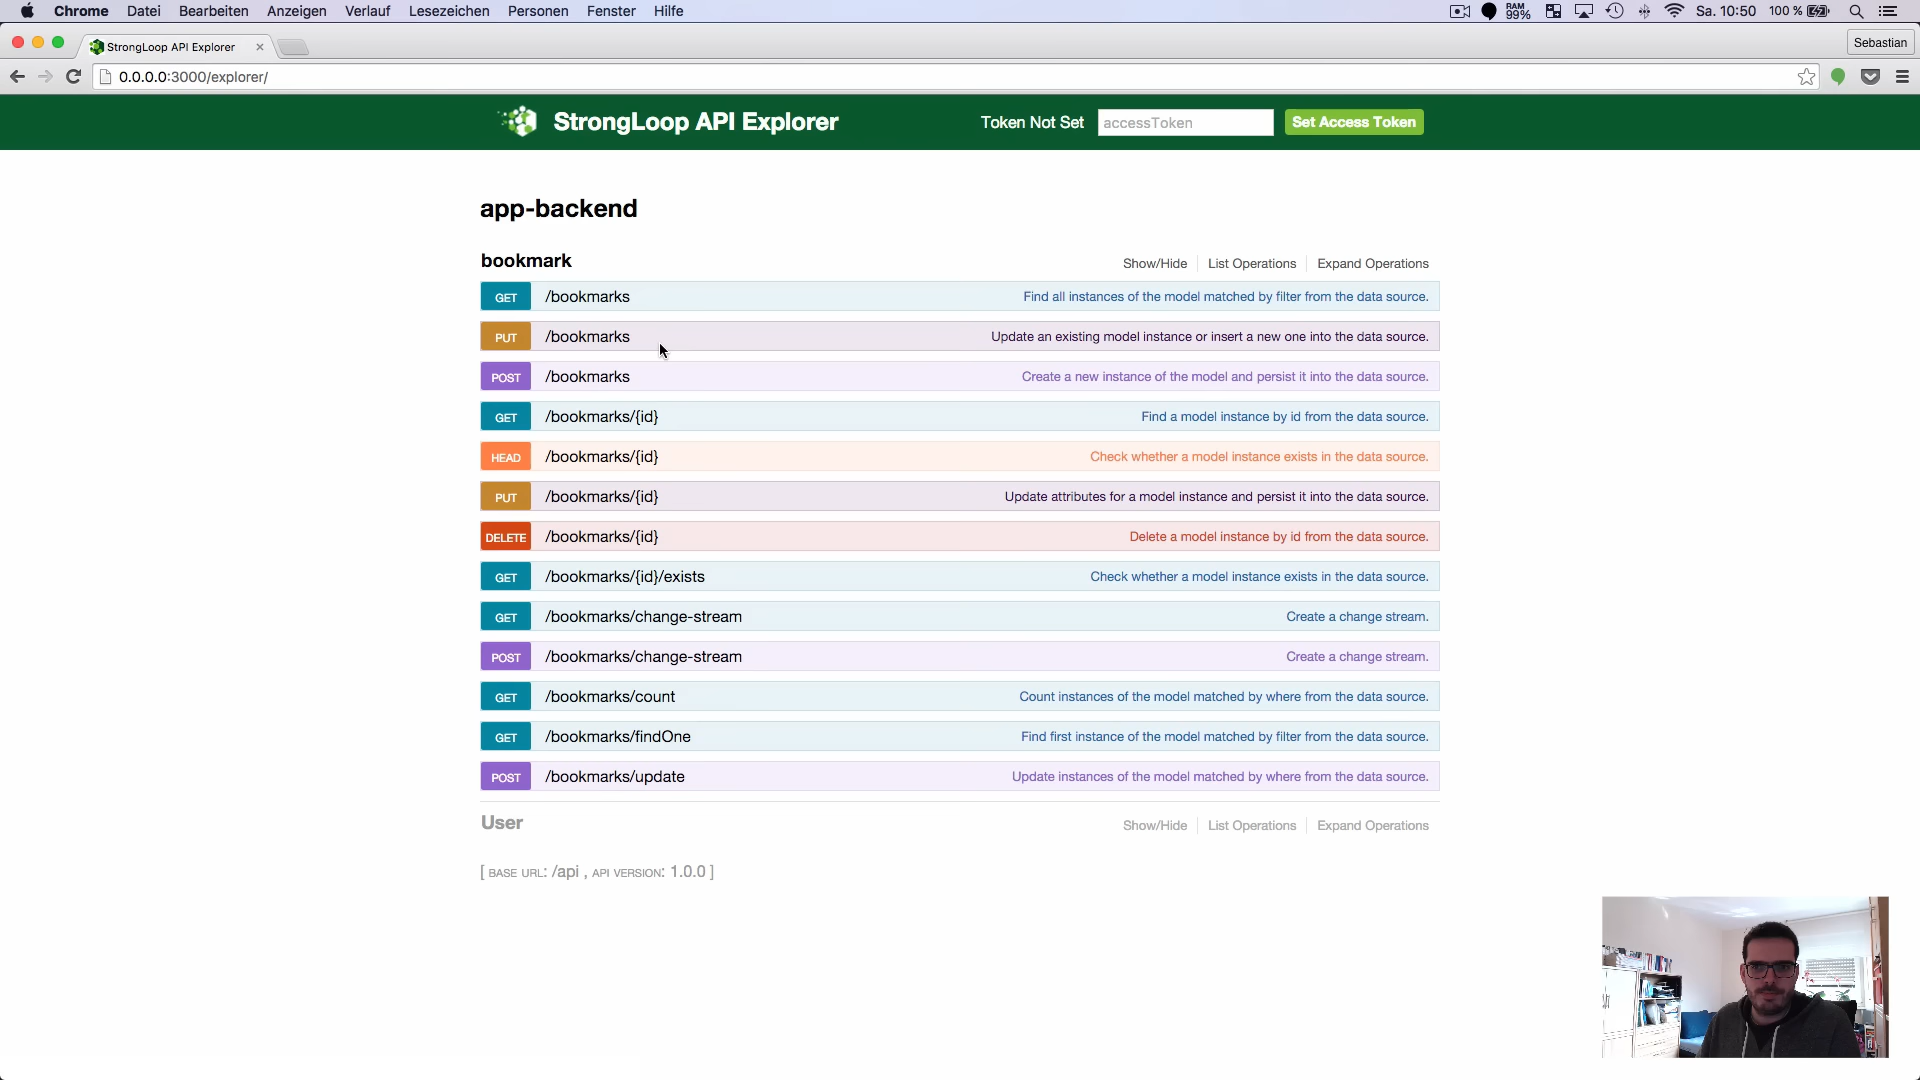 Chrome Datei Bearbeiten Anzeigen Verlauf Lesezeichen Personen Fenster Hilfe RAM 99% Sa. 10:50 100 %
StrongLoop API Explorer Sebastian
0.0.0.0:3000/explorer/
StrongLoop API Explorer Token Not Set accessToken Set Access Token
app-backend
bookmark Show/Hide List Operations Expand Operations
GET /bookmarks Find all instances of the model matched by filter from the data source.
PUT /bookmarks Update an existing model instance or insert a new one into the data source.
POST /bookmarks Create a new instance of the model and persist it into the data source.
GET /bookmarks/{id} Find a model instance by id from the data source.
HEAD /bookmarks/{id} Check whether a model instance exists in the data source.
PUT /bookmarks/{id} Update attributes for a model instance and persist it into the data source.
DELETE /bookmarks/{id} Delete a model instance by id from the data source.
GET /bookmarks/{id}/exists Check whether a model instance exists in the data source.
GET /bookmarks/change-stream Create a change stream.
POST /bookmarks/change-stream Create a change stream.
GET /bookmarks/count Count instances of the model matched by where from the data source.
GET /bookmarks/findOne Find first instance of the model matched by filter from the data source.
POST /bookmarks/update Update instances of the model matched by where from the data source.
User Show/Hide List Operations Expand Operations
[ BASE URL: /api , API VERSION: 1.0.0 ]